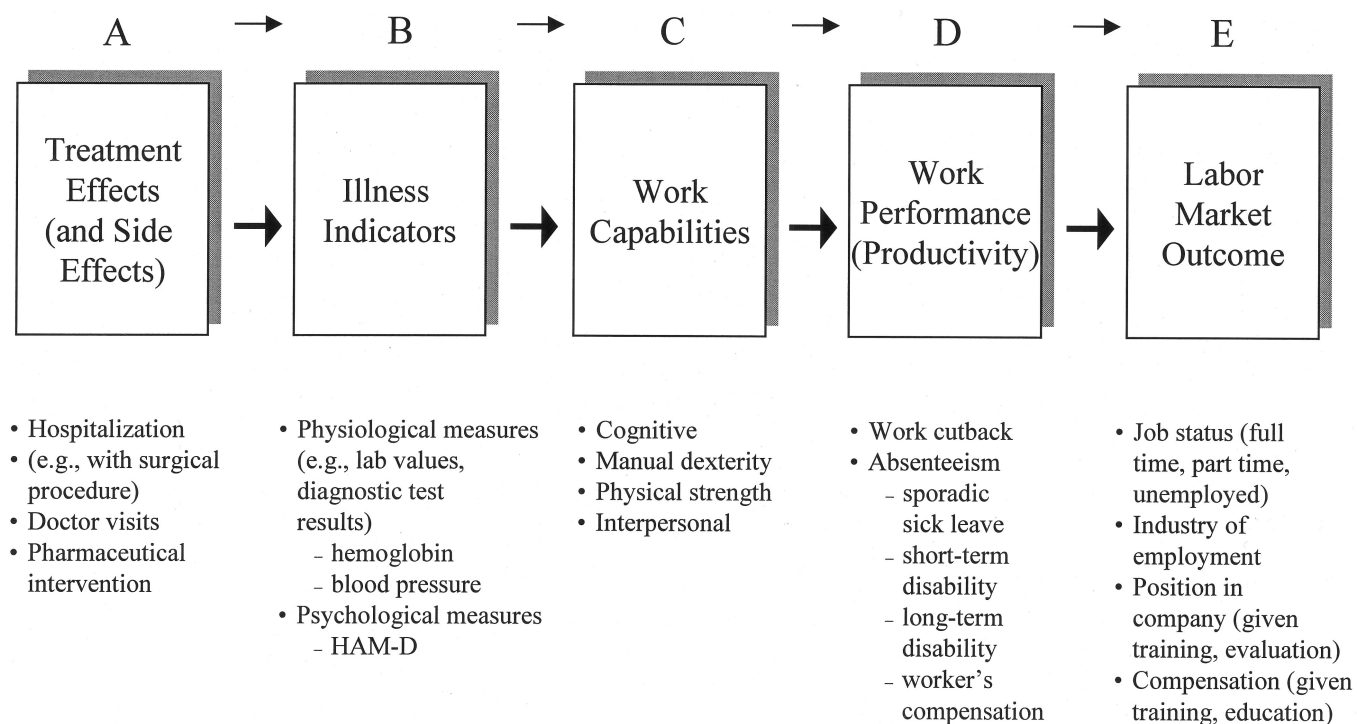 A → B → C → D → E
Treatment
Effects
(and Side
Effects)
Illness
Indicators
Work
Capabilities
Work
Performance
(Productivity)
Labor
Market
Outcome
• Hospitalization
• (e.g., with surgical
procedure)
• Doctor visits
• Pharmaceutical
intervention
• Physiological measures
(e.g., lab values,
diagnostic test
results)
– hemoglobin
– blood pressure
• Psychological measures
– HAM-D
• Cognitive
• Manual dexterity
• Physical strength
• Interpersonal
• Work cutback
• Absenteeism
– sporadic
sick leave
– short-term
disability
– long-term
disability
– worker's
compensation
• Job status (full
time, part time,
unemployed)
• Industry of
employment
• Position in
company (given
training, evaluation)
• Compensation (given
training, education)